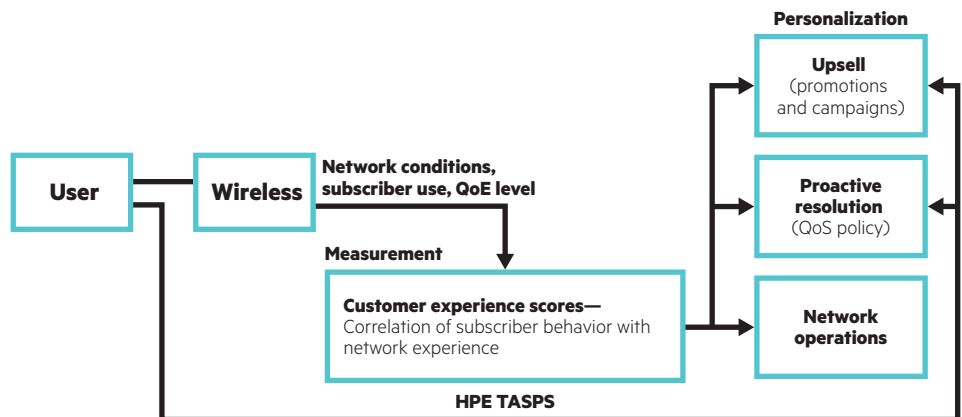 Personalization
Upsell
(promotions
and campaigns)
User
Wireless
Network conditions,
subscriber use, QoE level
Proactive
resolution
(QoS policy)
Measurement
Customer experience scores—
Correlation of subscriber behavior with
network experience
Network
operations
HPE TASPS